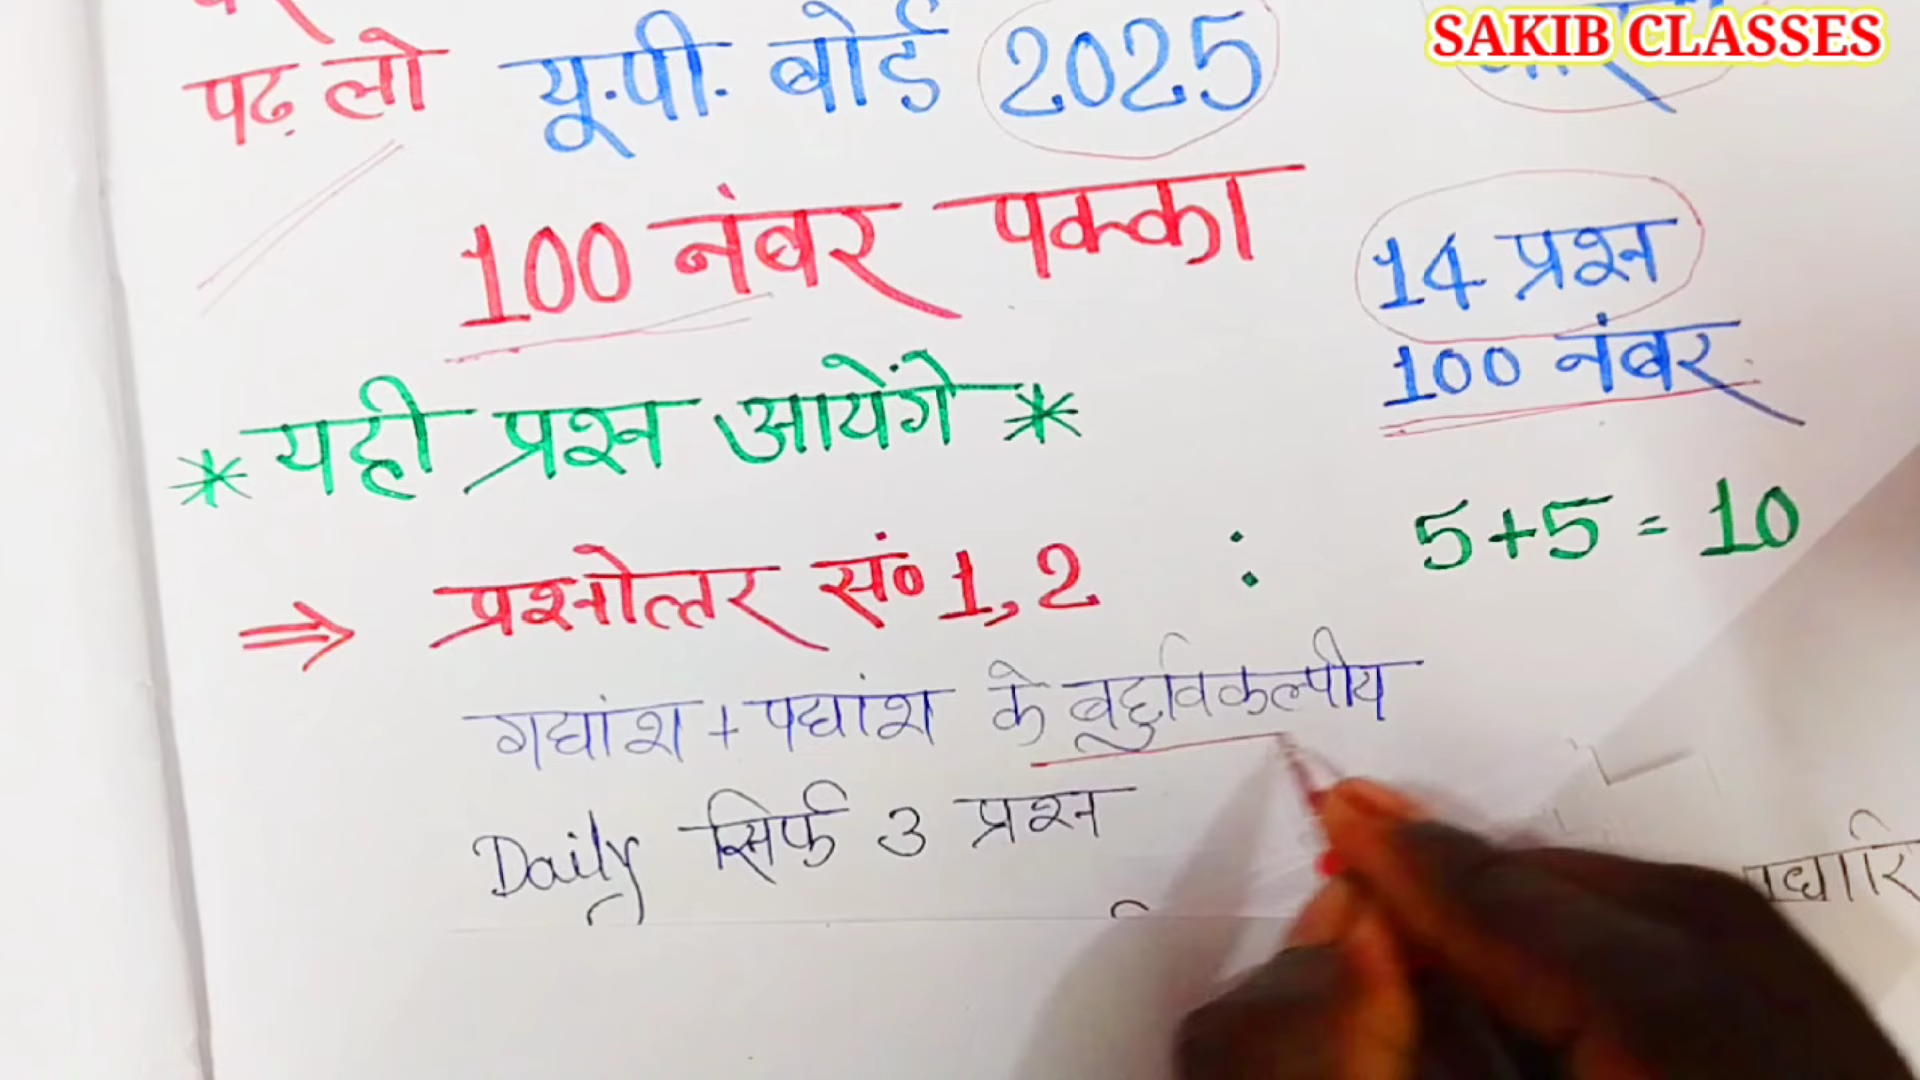 SAKIB CLASSES
पढ़ लो यू.पी. बोर्ड 2025
100 नंबर पक्का
14 प्रश्न
100 नंबर
* यही प्रश्न आयेंगे *
5+5 = 10
⇒ प्रश्नोत्तर सं० 1, 2 :
गद्यांश + पद्यांश के बहुविकल्पीय
Daily सिर्फ 3 प्रश्न